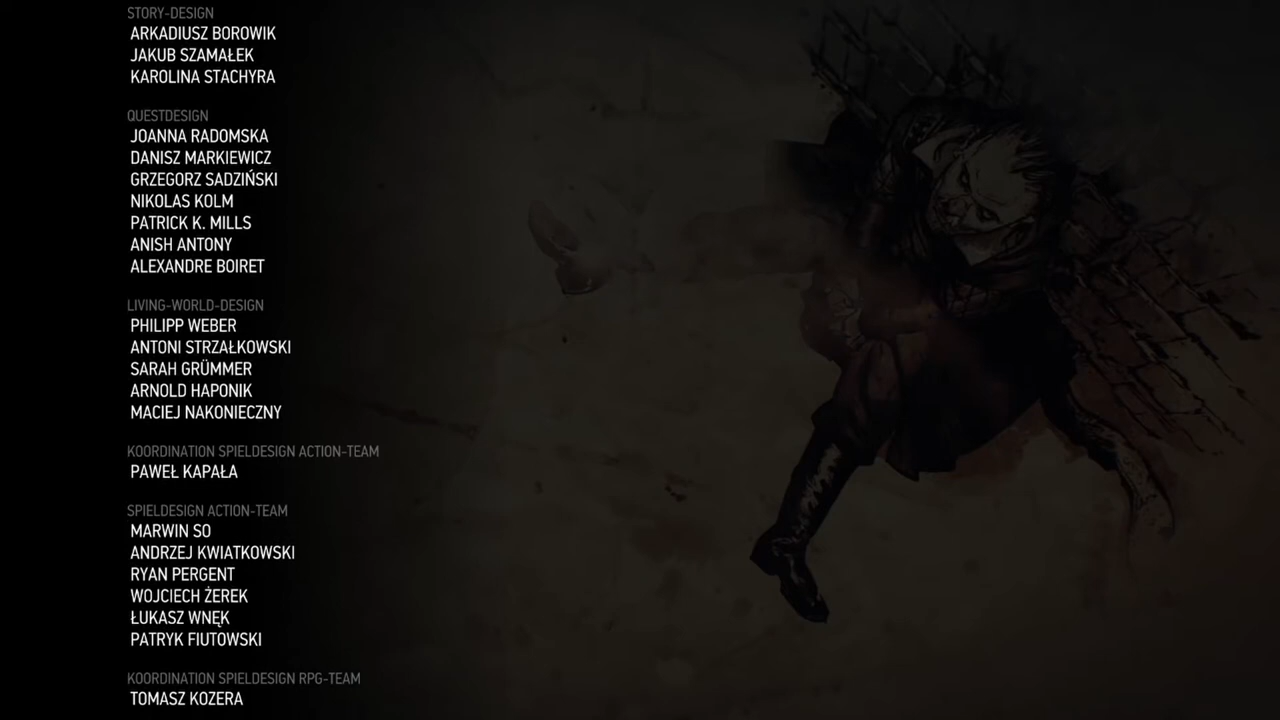 STORY-DESIGN
ARKADIUSZ BOROWIK
JAKUB SZAMAŁEK
KAROLINA STACHYRA
QUESTDESIGN
JOANNA RADOMSKA
DANISZ MARKIEWICZ
GRZEGORZ SADZIŃSKI
NIKOLAS KOLM
PATRICK K. MILLS
ANISH ANTONY
ALEXANDRE BOIRET
LIVING-WORLD-DESIGN
PHILIPP WEBER
ANTONI STRZAŁKOWSKI
SARAH GRÜMMER
ARNOLD HAPONIK
MACIEJ NAKONIECZNY
KOORDINATION SPIELDESIGN ACTION-TEAM
PAWEŁ KAPAŁA
SPIELDESIGN ACTION-TEAM
MARWIN SO
ANDRZEJ KWIATKOWSKI
RYAN PERGENT
WOJCIECH ŻEREK
ŁUKASZ WNĘK
PATRYK FIUTOWSKI
KOORDINATION SPIELDESIGN RPG-TEAM
TOMASZ KOZERA